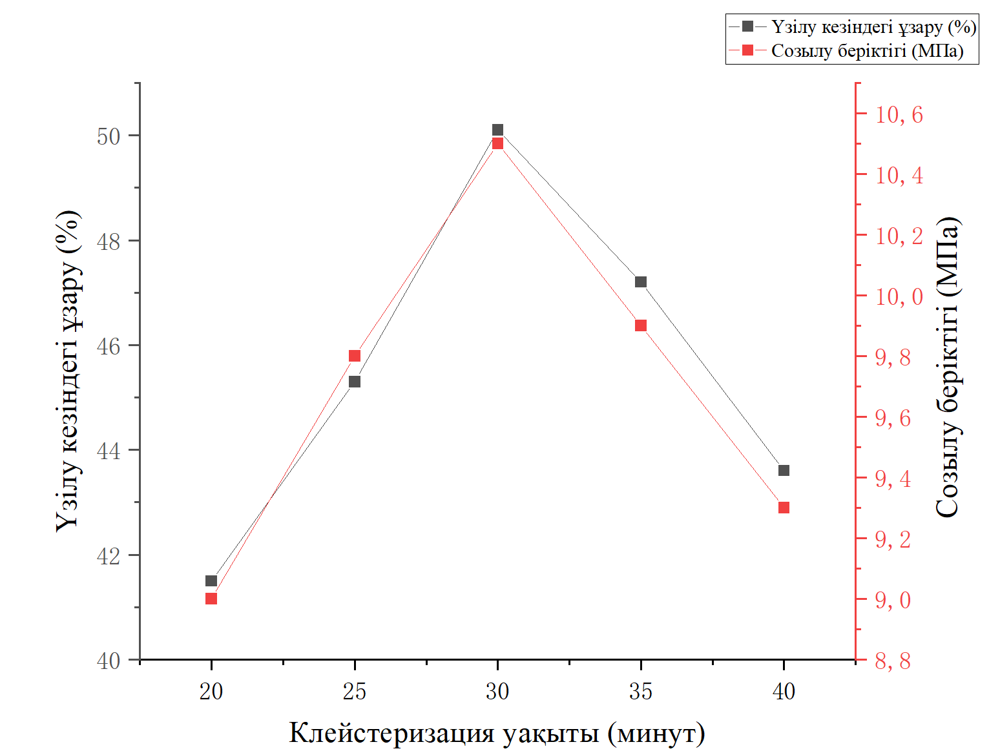 Үзілу кезіндегі ұзару (%)
Созылу беріктігі (МПа)
Үзілу кезіндегі ұзару (%)
50
48
46
44
42
40
10,6
10,4
10,2
10,0
9,8
9,6
9,4
9,2
9,0
8,8
Созылу беріктігі (МПа)
20 25 30 35 40
Клейстеризация уақыты (минут)